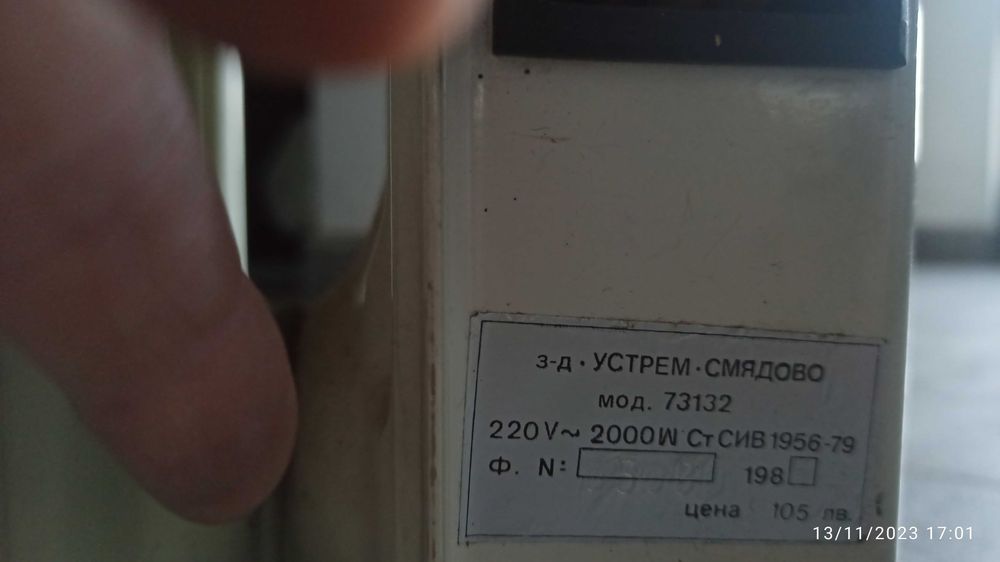 з-д · УСТРЕМ · СМЯДОВО
мод. 73132
220V~ 2000W Ст СИВ 1956-79
Ф. N: 198
цена 105 лв.
13/11/2023 17:01